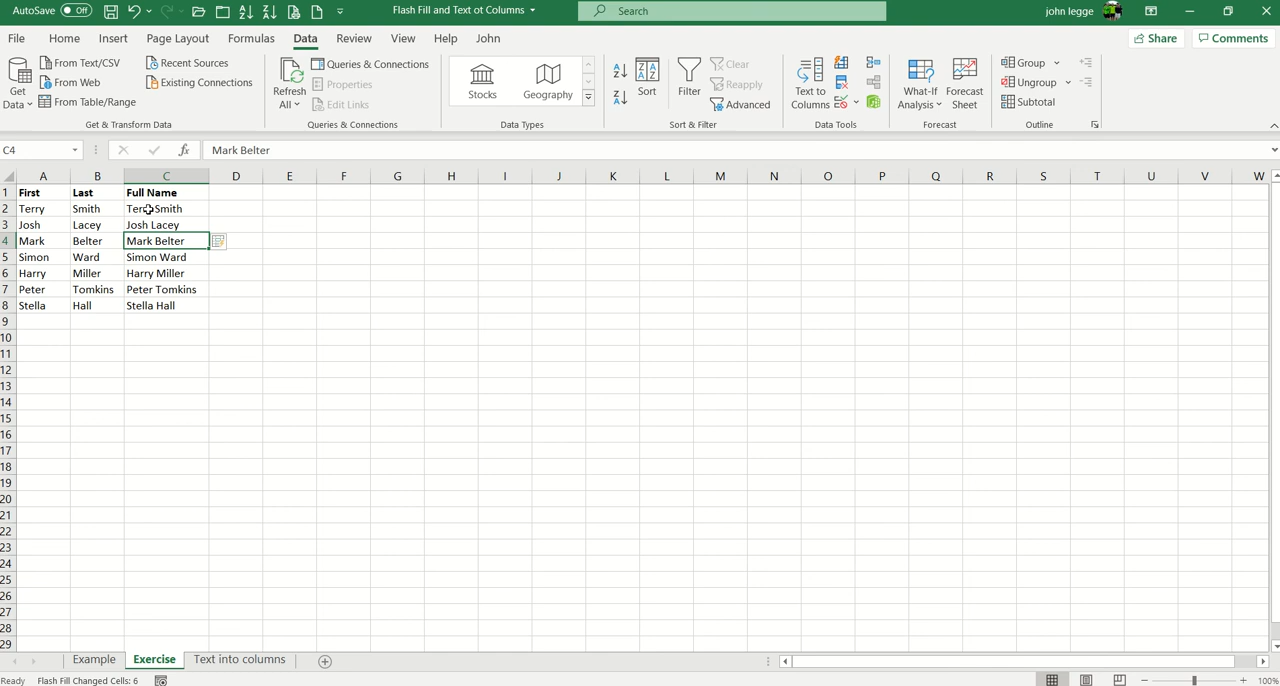 AutoSave Off Flash Fill and Text ot Columns Search john legge
File Home Insert Page Layout Formulas Data Review View Help John Share Comments
Get Data From Text/CSV Recent Sources
From Web Existing Connections
From Table/Range
Get & Transform Data
Refresh All Queries & Connections
Properties
Edit Links
Queries & Connections
Stocks Geography
Data Types
Sort Filter Clear
Reapply
Advanced
Sort & Filter
Text to Columns
Data Tools
What-If Analysis Forecast Sheet
Forecast
Group
Ungroup
Subtotal
Outline
C4 fx Mark Belter
A B C D E F G H I J K L M N O P Q R S T U V W
1 First Last Full Name
2 Terry Smith Terry Smith
3 Josh Lacey Josh Lacey
4 Mark Belter Mark Belter
5 Simon Ward Simon Ward
6 Harry Miller Harry Miller
7 Peter Tomkins Peter Tomkins
8 Stella Hall Stella Hall
9
10
11
12
13
14
15
16
17
18
19
20
21
22
23
24
25
26
27
28
29
Example Exercise Text into columns
Ready Flash Fill Changed Cells: 6 100%